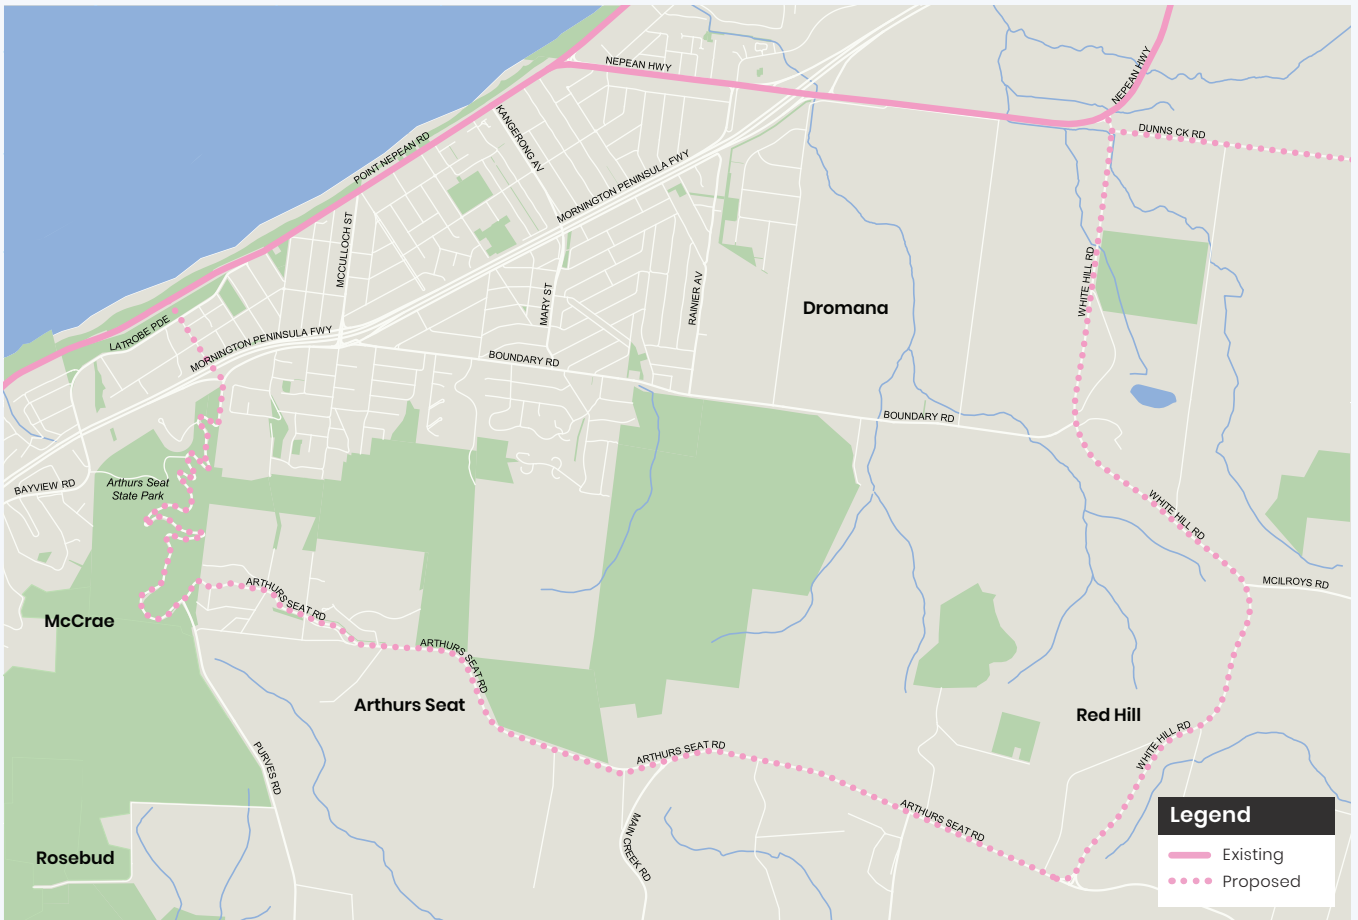 NEPEAN HWY
NEPEAN HWY
KANGERONG AV
POINT NEPEAN RD
DUNNS CK RD
MORNINGTON PENINSULA FWY
MCCULLOCH ST
WHITE HILL RD
RAINIER AV
MARY ST
Dromana
LATROBE PDE
MORNINGTON PENINSULA FWY
BOUNDARY RD
BOUNDARY RD
Arthurs Seat
State Park
BAYVIEW RD
WHITE HILL RD
MCILROYS RD
ARTHURS SEAT RD
McCrae
ARTHURS SEAT RD
Arthurs Seat
Red Hill
WHITE HILL RD
ARTHURS SEAT RD
PURVES RD
ARTHURS SEAT RD
MAIN CREEK RD
Rosebud
Legend
Existing
Proposed